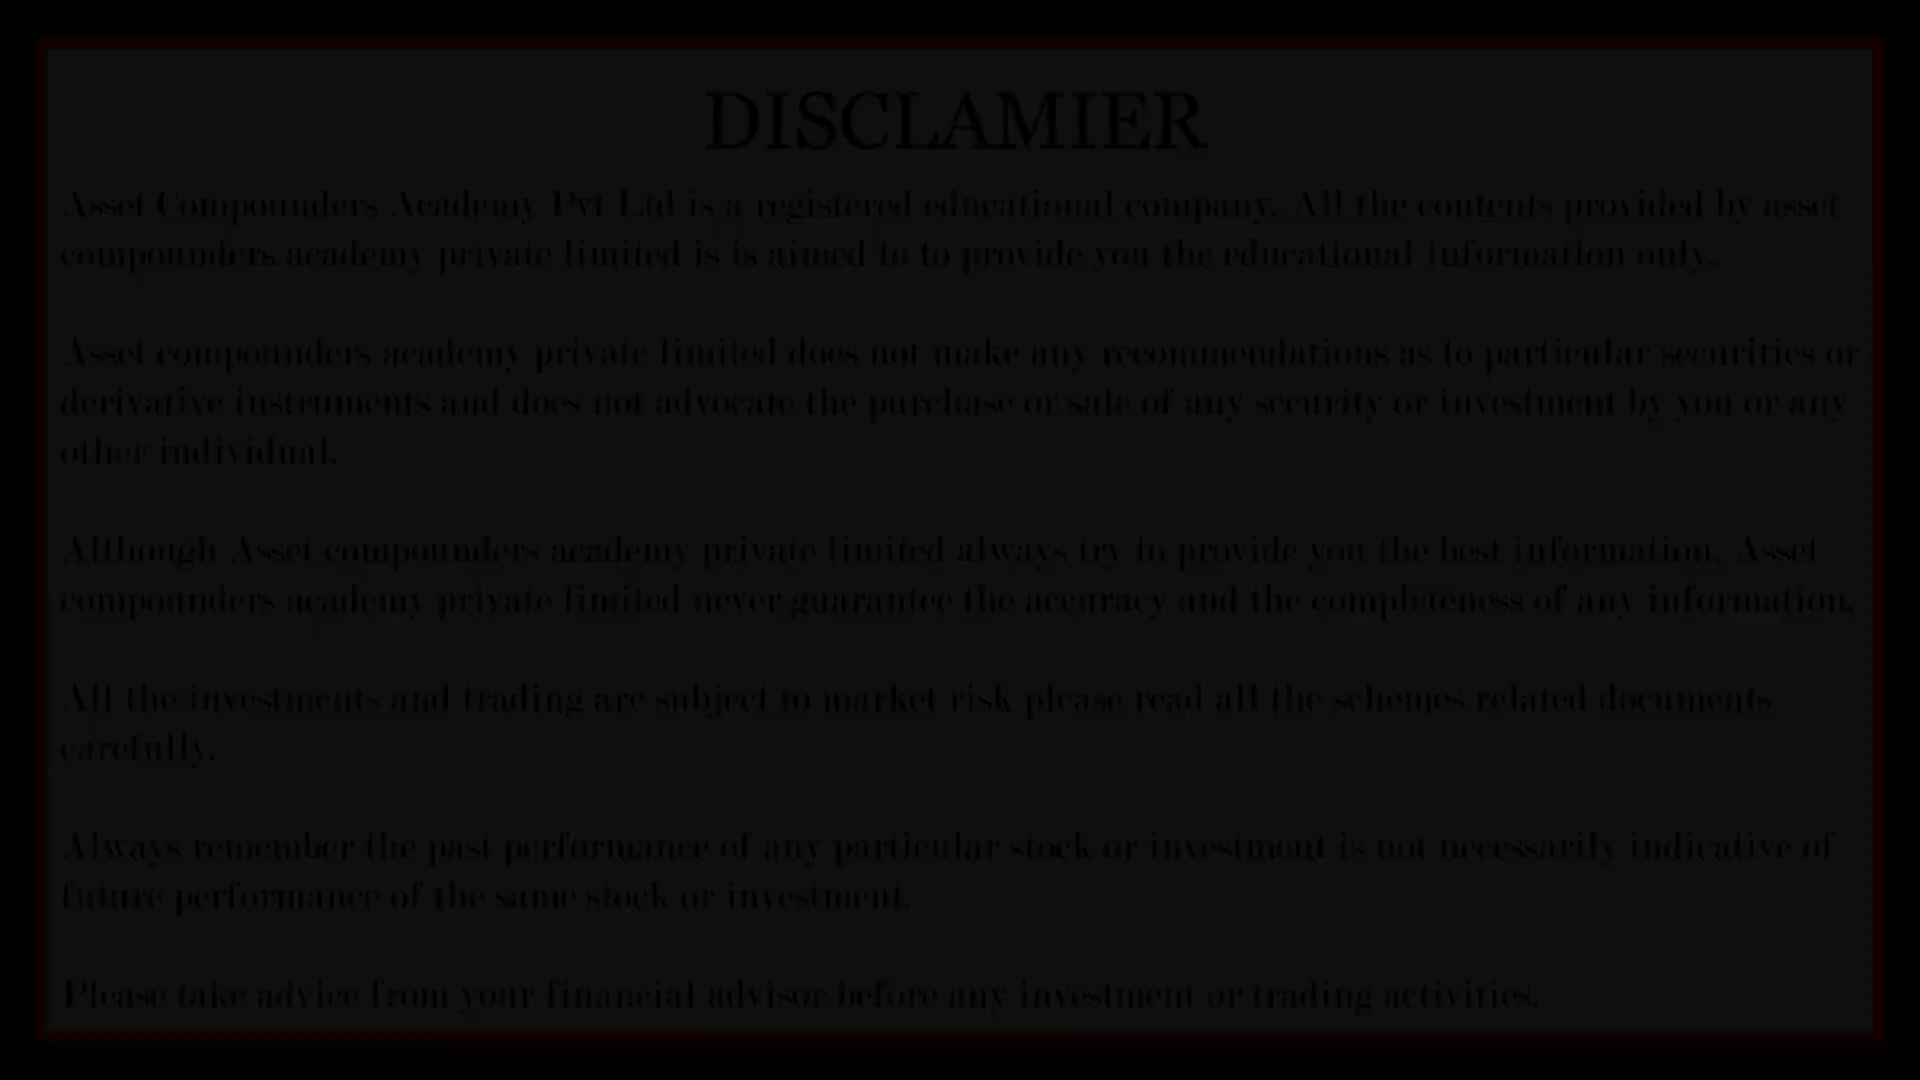 DISCLAMIER
Asset Compounders Academy Pvt Ltd is a registered educational company. All the contents provided by asset
compounders academy private limited is is aimed to to provide you the educational information only.
Asset compounders academy private limited does not make any recommendations as to particular securities or
derivative instruments and does not advocate the purchase or sale of any security or investment by you or any
other individual.
Although Asset compounders academy private limited always try to provide you the best information, Asset
compounders academy private limited never guarantee the accuracy and the completeness of any information.
All the investments and trading are subject to market risk please read all the schemes related documents
carefully.
Always remember the past performance of any particular stock or investment is not necessarily indicative of
future performance of the same stock or investment.
Please take advice from your financial advisor before any investment or trading activities.